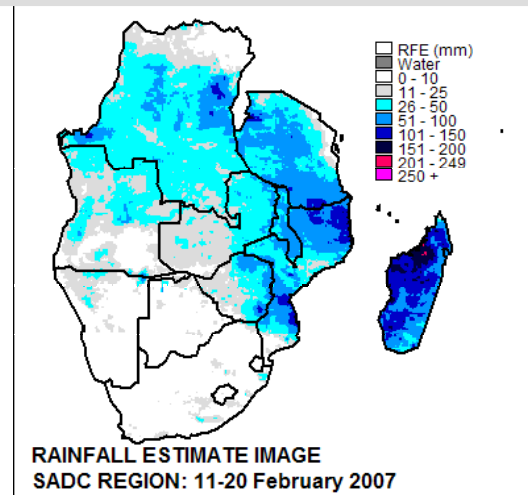 RFE (mm)
Water
0 - 10
11 - 25
26 - 50
51 - 100
101 - 150
151 - 200
201 - 249
250 +
RAINFALL ESTIMATE IMAGE
SADC REGION: 11-20 February 2007